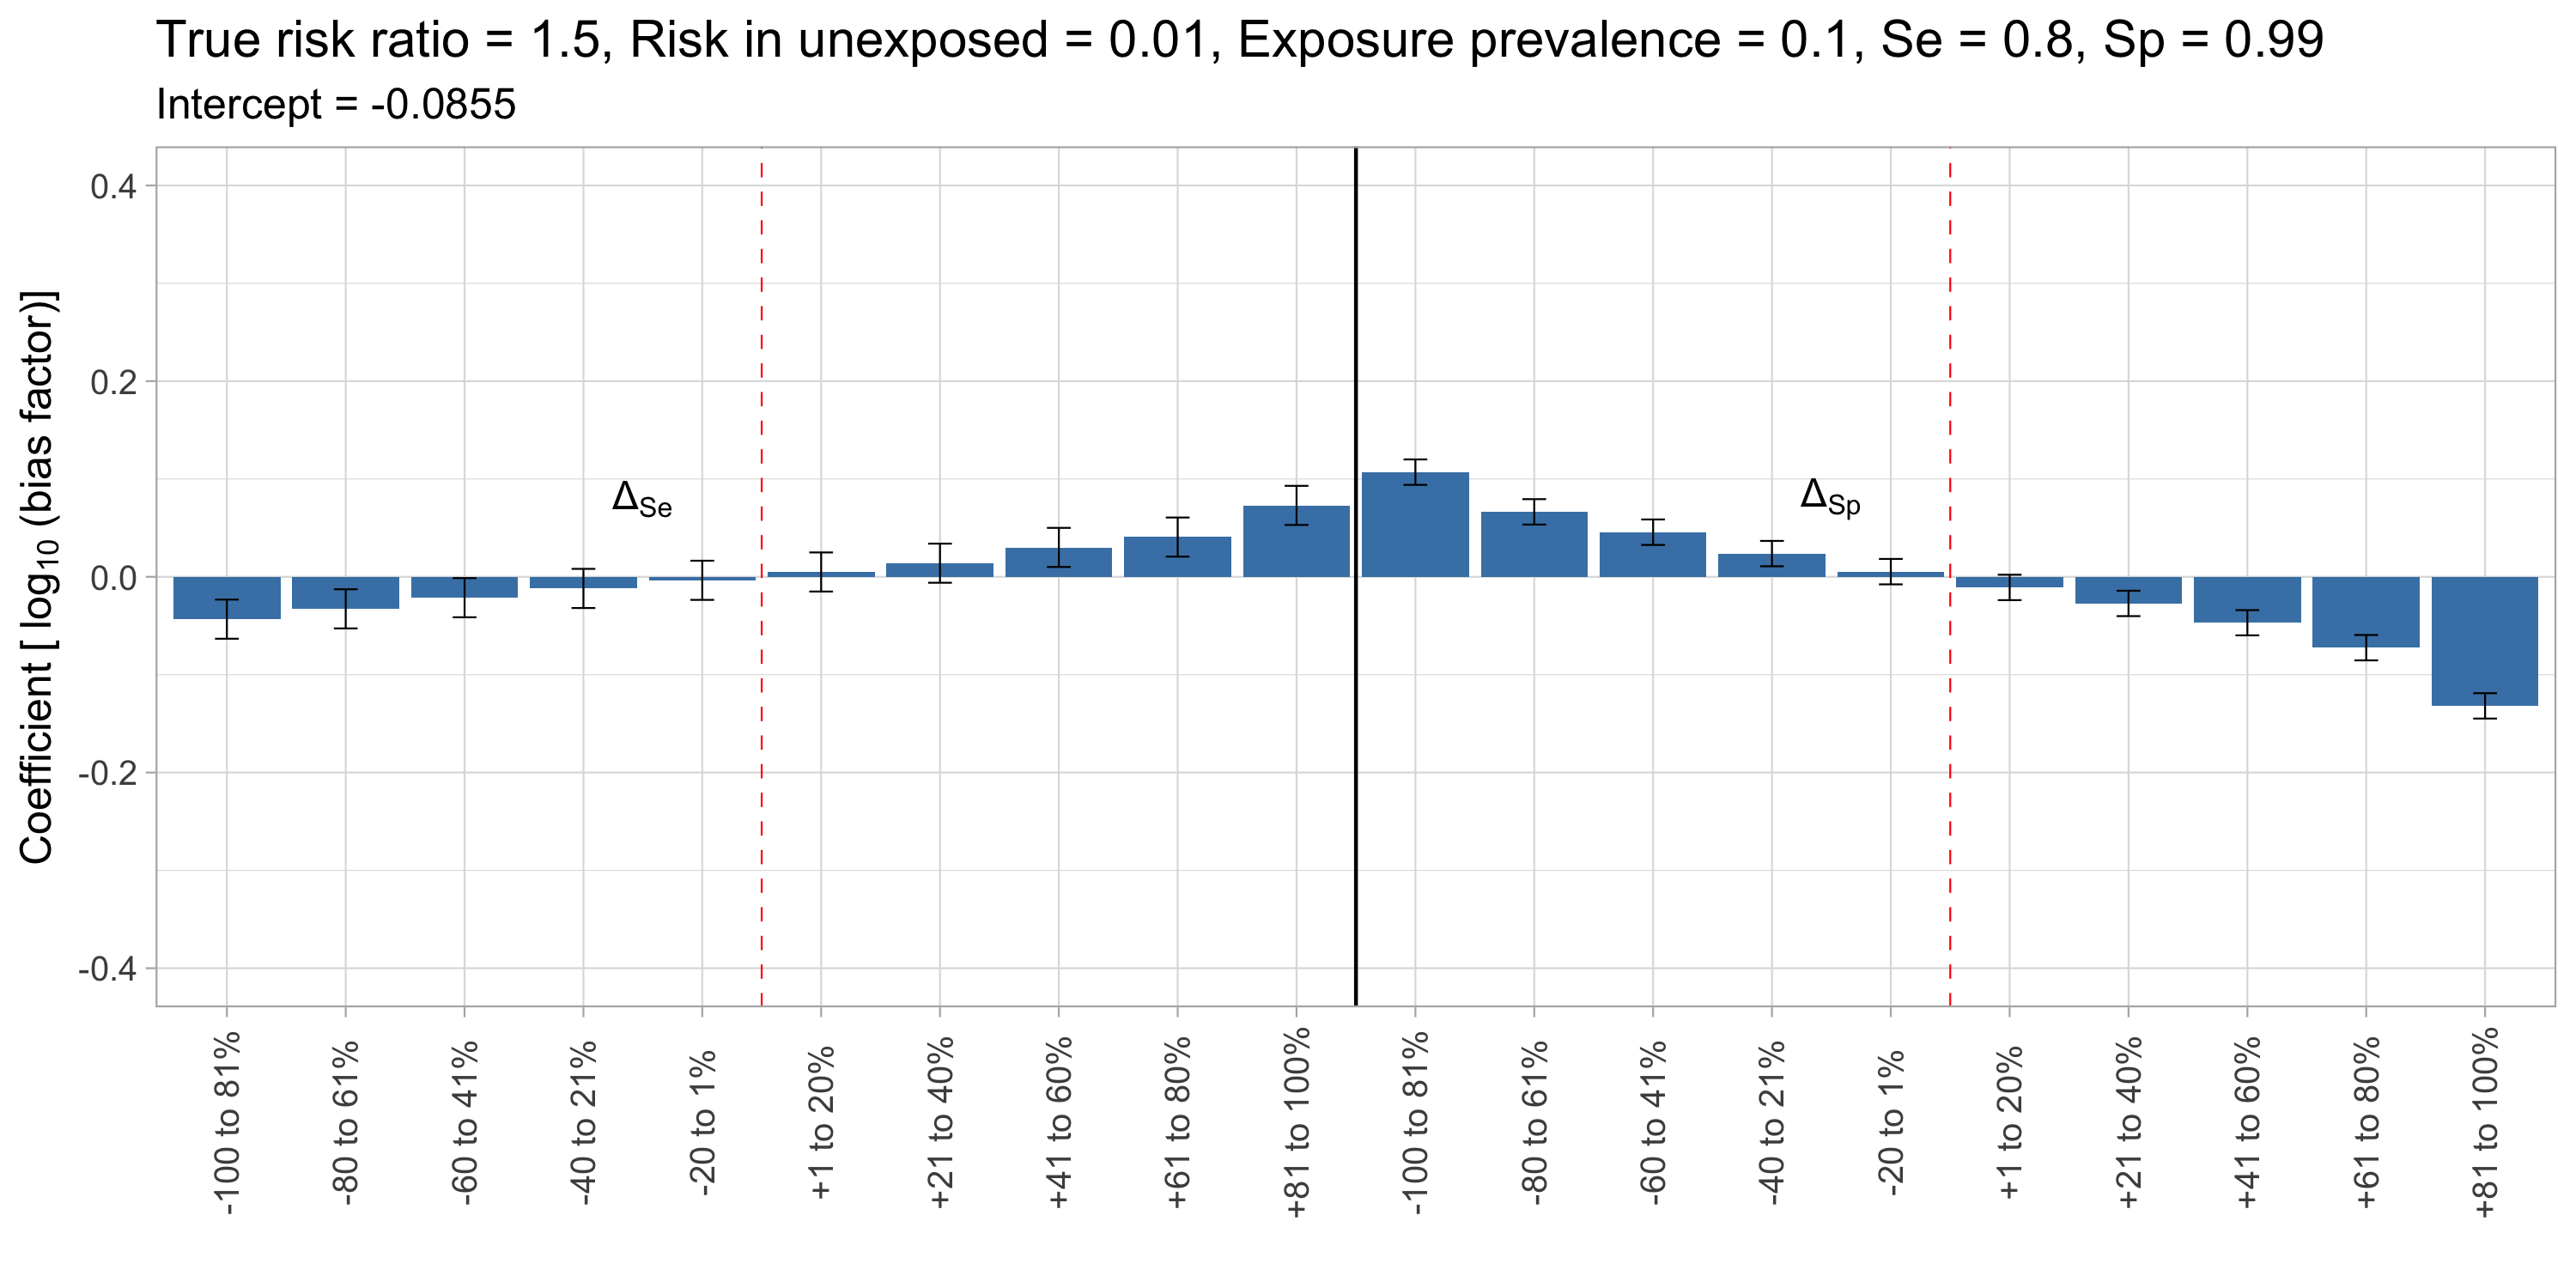 True risk ratio = 1.5, Risk in unexposed = 0.01, Exposure prevalence = 0.1, Se = 0.8, Sp = 0.99
Intercept = -0.0855
Coefficient [ log10 (bias factor)]
0.4
0.2
0.0
-0.2
-0.4
ΔSe
ΔSp
-100 to 81%
-80 to 61%
-60 to 41%
-40 to 21%
-20 to 1%
+1 to 20%
+21 to 40%
+41 to 60%
+61 to 80%
+81 to 100%
-100 to 81%
-80 to 61%
-60 to 41%
-40 to 21%
-20 to 1%
+1 to 20%
+21 to 40%
+41 to 60%
+61 to 80%
+81 to 100%